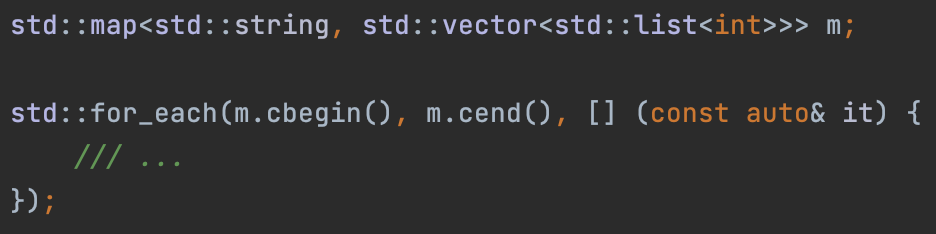 std::map<std::string, std::vector<std::list<int>>> m;
std::for_each(m.cbegin(), m.cend(), [] (const auto& it) {
/// ...
});